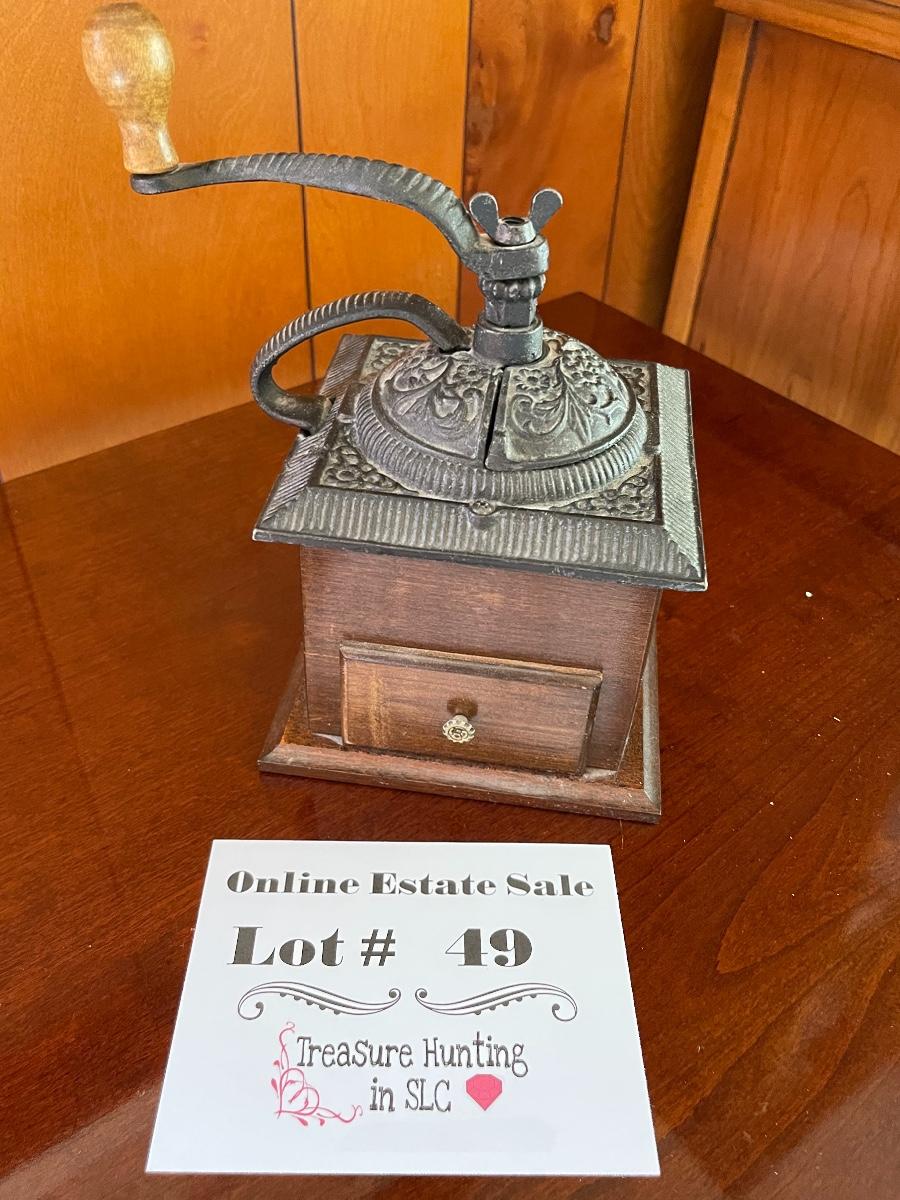 Online Estate Sale
Lot # 49
Treasure Hunting
in SLC